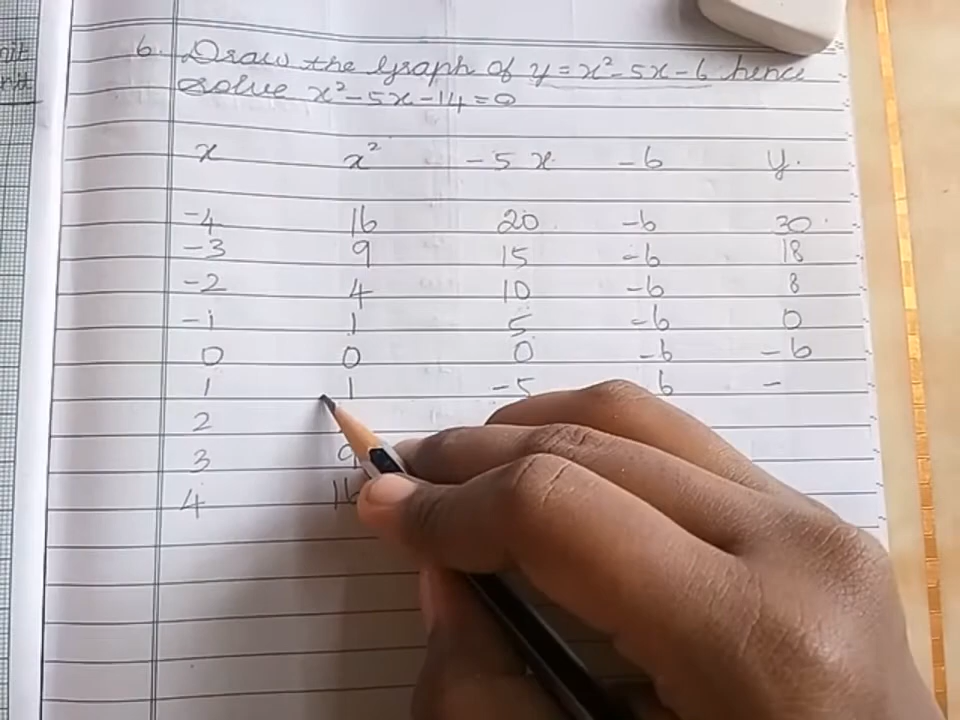 6. Draw the graph of y = x² - 5x - 6 hence
solve x² - 5x - 14 = 0
x x² -5x -6 y
-4 16 20 -6 30
-3 9 15 -6 18
-2 4 10 -6 8
-1 1 5 -6 0
0 0 0 -6 -6
1 1 -5 6 -
2
3 9
4 16